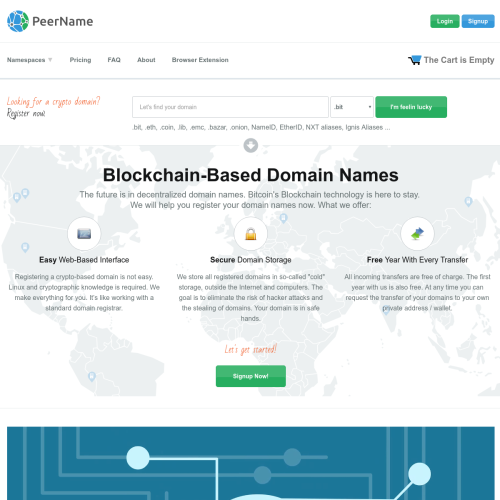 PeerName
Login
Signup
Namespaces
Pricing
FAQ
About
Browser Extension
The Cart is Empty
Looking for a crypto domain?
Register now.
Let's find your domain
.bit
I'm feelin lucky
.bit, .eth, .coin, .lib, .emc, .bazar, .onion, NameID, EtherID, NXT aliases, Ignis Aliases ...
Blockchain-Based Domain Names
The future is in decentralized domain names. Bitcoin's Blockchain technology is here to stay.
We will help you register your domain names now. What we offer:
Easy Web-Based Interface
Registering a crypto-based domain is not easy.
Linux and cryptographic knowledge is required. We
make everything for you. It's like working with a
standard domain registrar.
Secure Domain Storage
We store all registered domains in so-called "cold"
storage, outside the Internet and computers. The
goal is to eliminate the risk of hacker attacks and
the stealing of domains. Your domain is in safe
hands.
Free Year With Every Transfer
All incoming transfers are free of charge. The first
year with us is also free. At any time you can
request the transfer of your domains to your own
private address / wallet.
Let's get started!
Signup Now!